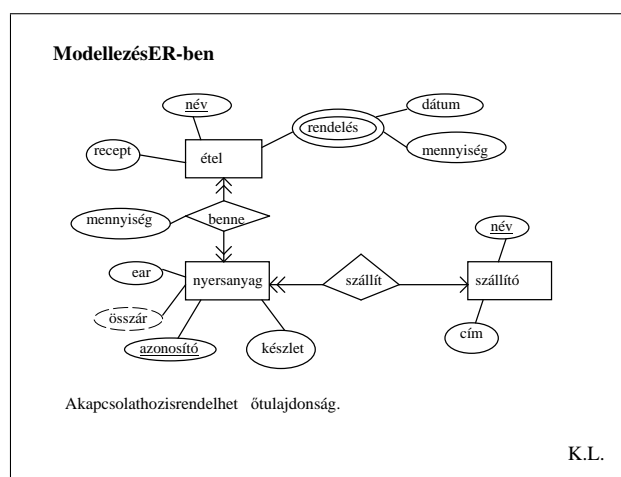 ModellezésER-ben
név
dátum
rendelés
recept
étel
mennyiség
mennyiség
benne
név
ear
nyersanyag
szállít
szállító
összár
azonosító
készlet
cím
Akapcsolathozisrendelhet őtulajdonság.
K.L.